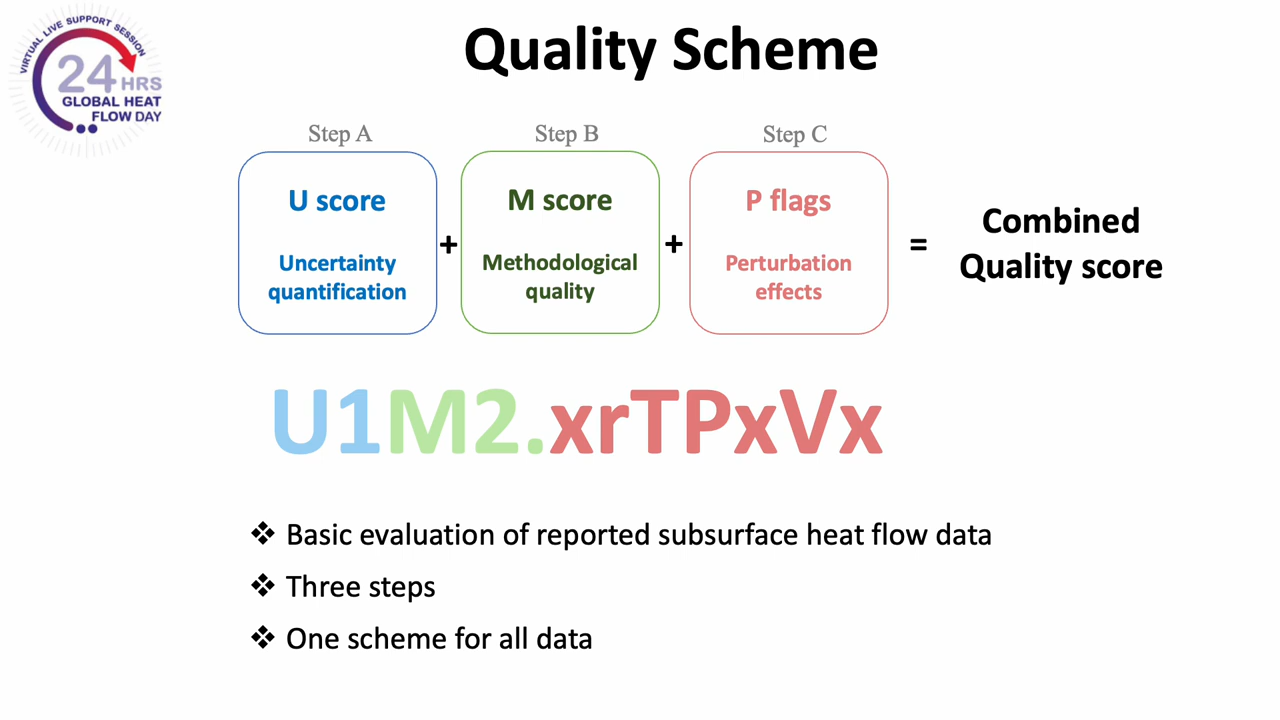 VIRTUAL LIVE SUPPORT SESSION
24 HRS
GLOBAL HEAT
FLOW DAY
Quality Scheme
Step A
Step B
Step C
U score
Uncertainty
quantification
+
M score
Methodological
quality
+
P flags
Perturbation
effects
=
Combined
Quality score
U1M2.xrTPxVx
❖ Basic evaluation of reported subsurface heat flow data
❖ Three steps
❖ One scheme for all data